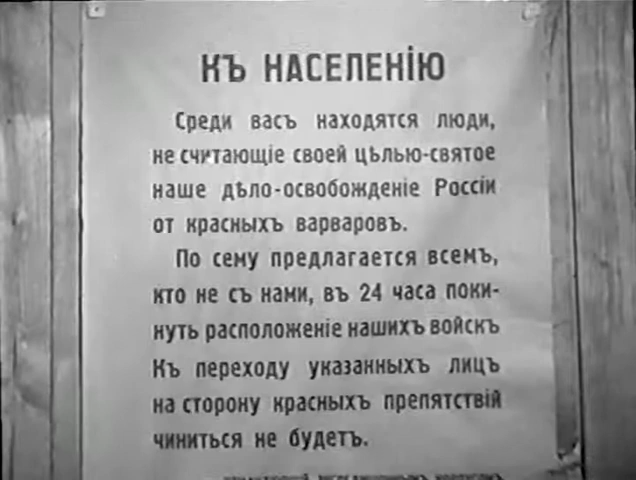 КЪ НАСЕЛЕНІЮ
Среди васъ находятся люди,
не считающіе своей цѣлью-святое
наше дѣло-освобожденіе Россіи
от красныхъ варваровъ.
По сему предлагается всемъ,
кто не съ нами, въ 24 часа поки-
нуть расположеніе нашихъ войскъ
Къ переходу указанныхъ лицъ
на сторону красныхъ препятствій
чиниться не будетъ.